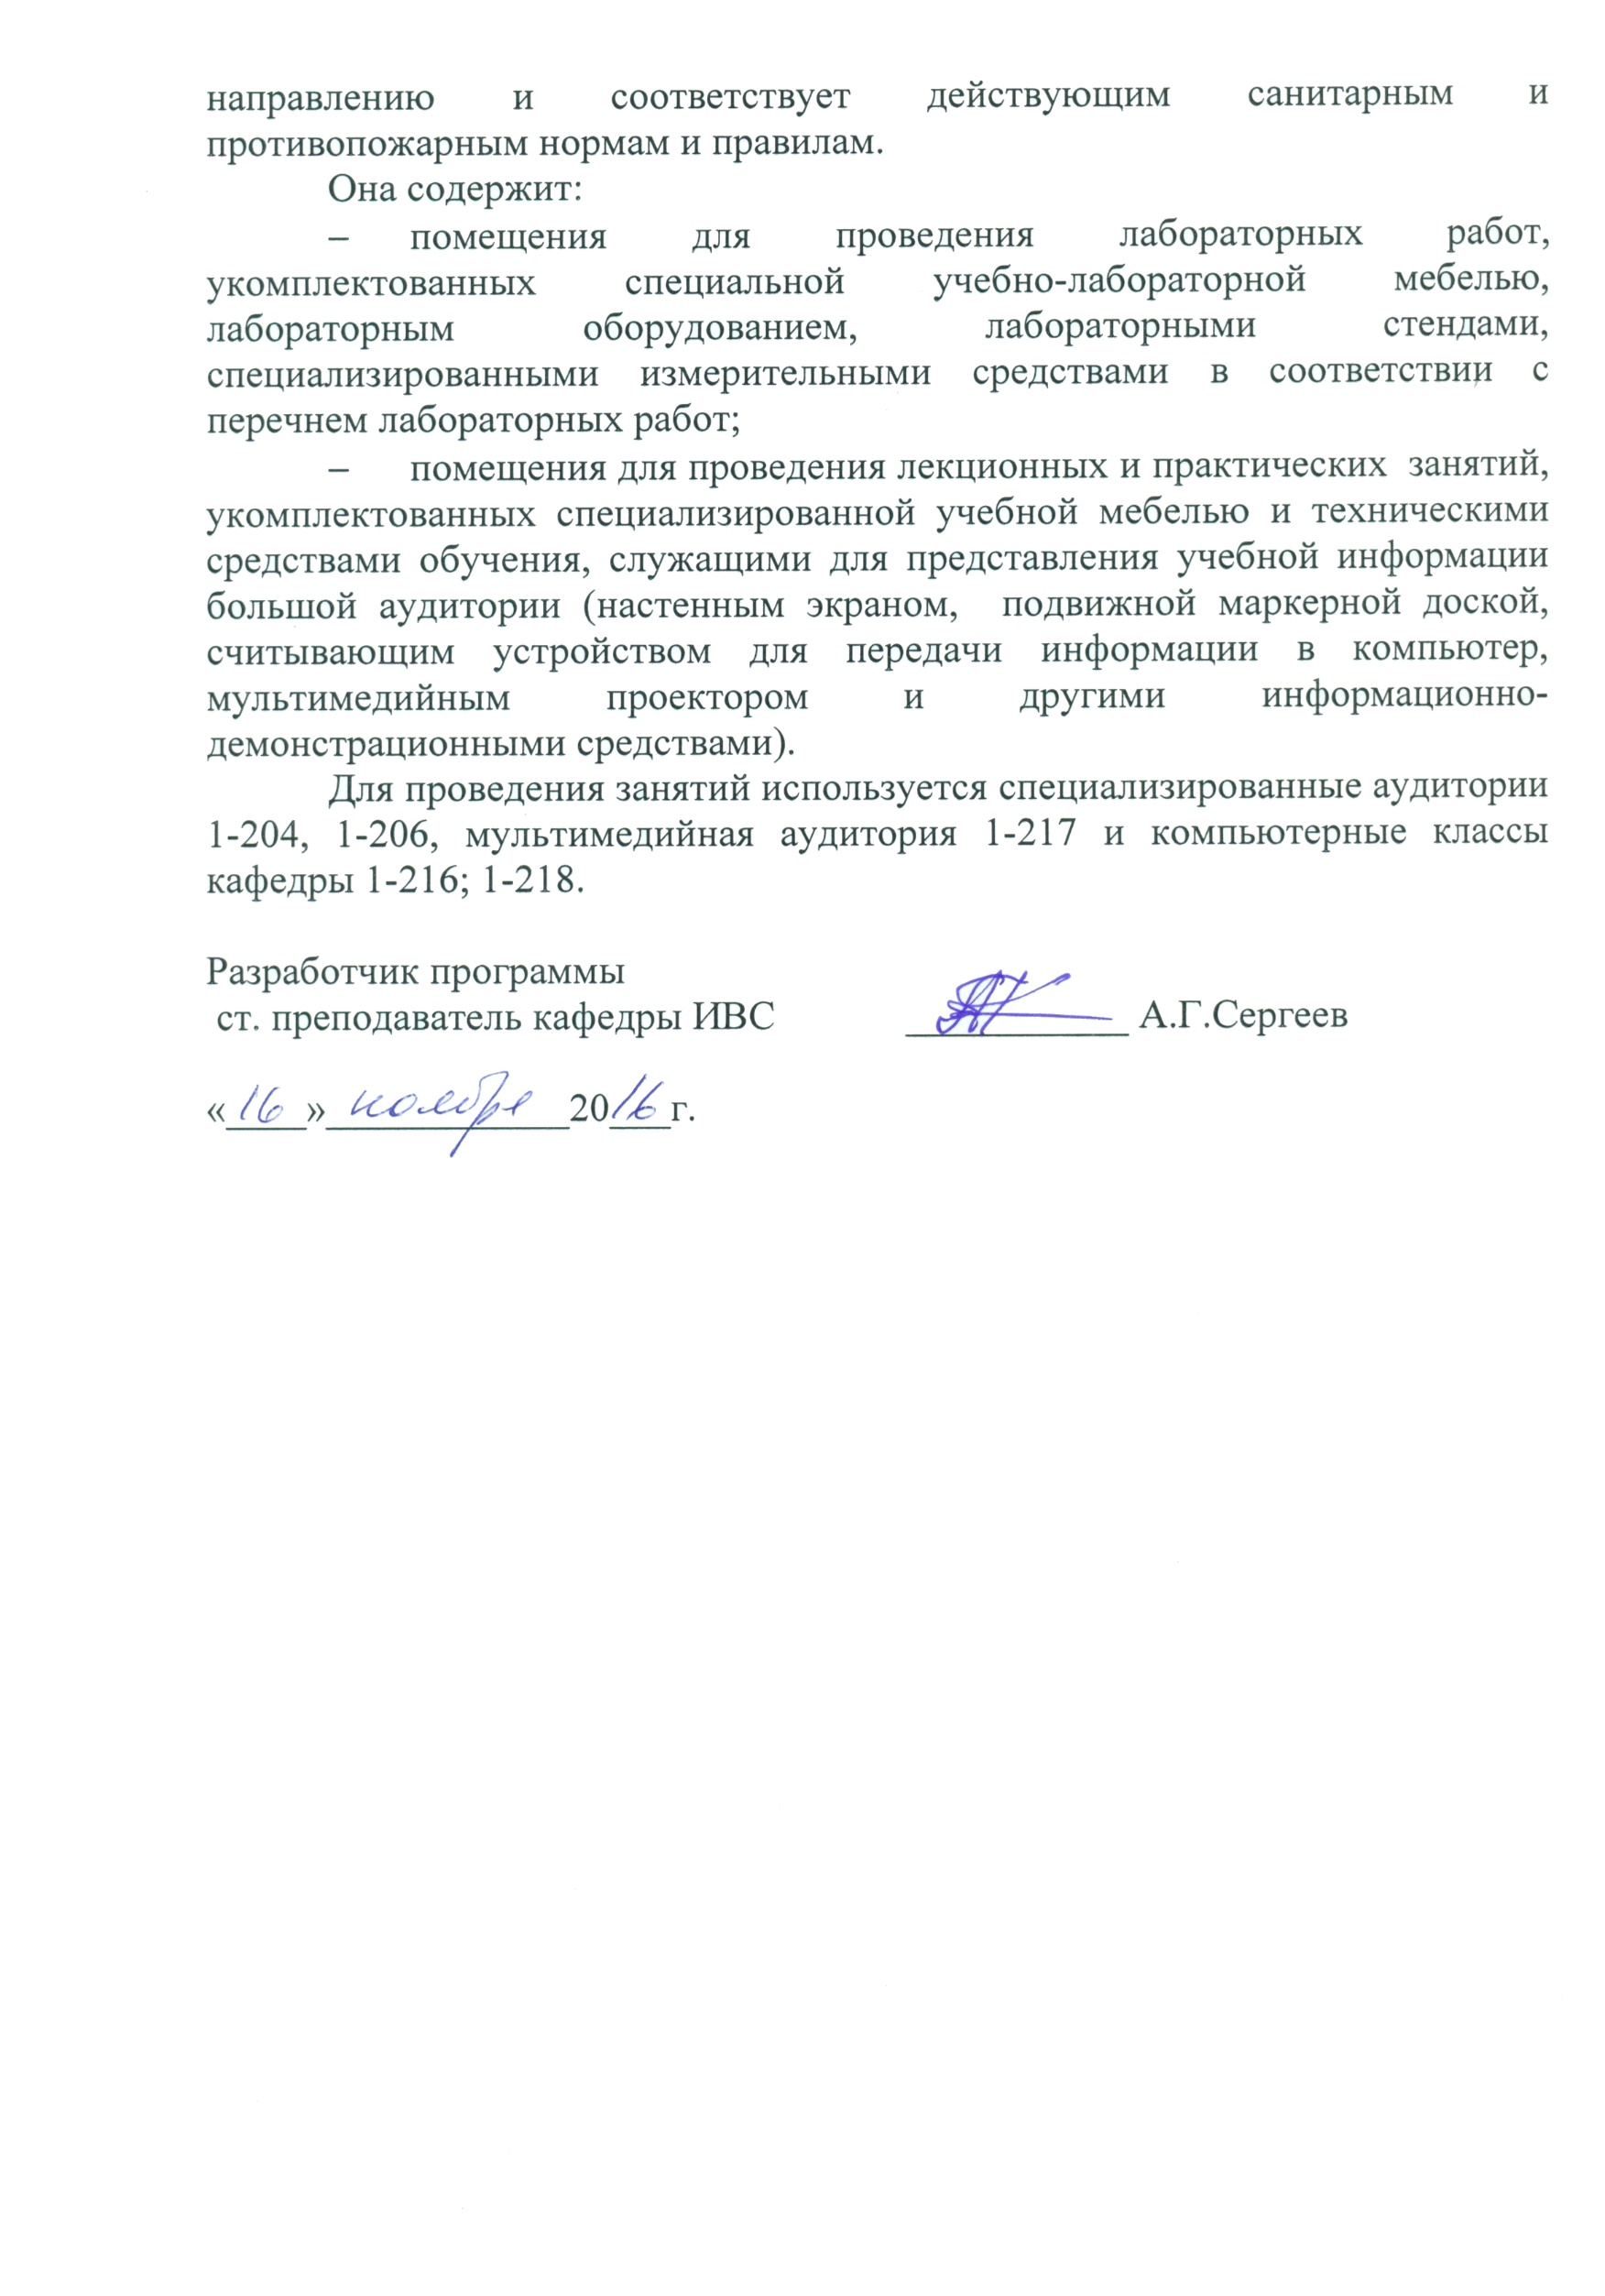 направлению и соответствует действующим санитарным и
противопожарным нормам и правилам.
Она содержит:
– помещения для проведения лабораторных работ,
укомплектованных специальной учебно-лабораторной мебелью,
лабораторным оборудованием, лабораторными стендами,
специализированными измерительными средствами в соответствии с
перечнем лабораторных работ;
– помещения для проведения лекционных и практических занятий,
укомплектованных специализированной учебной мебелью и техническими
средствами обучения, служащими для представления учебной информации
большой аудитории (настенным экраном, подвижной маркерной доской,
считывающим устройством для передачи информации в компьютер,
мультимедийным проектором и другими информационно-
демонстрационными средствами).
Для проведения занятий используется специализированные аудитории
1-204, 1-206, мультимедийная аудитория 1-217 и компьютерные классы
кафедры 1-216; 1-218.
Разработчик программы
ст. преподаватель кафедры ИВС ___________ А.Г.Сергеев
«16» ноября 2016г.